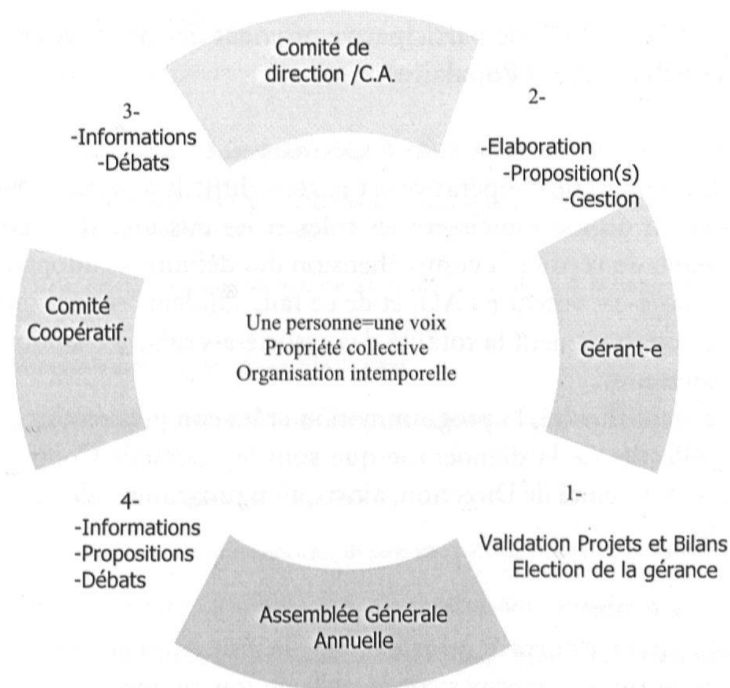 Comité de
direction /C.A.
3-
-Informations
-Débats
2-
-Elaboration
-Proposition(s)
-Gestion
Comité
Coopératif.
Une personne=une voix
Propriété collective
Organisation intemporelle
Gérant-e
4-
-Informations
-Propositions
-Débats
1-
Validation Projets et Bilans
Election de la gérance
Assemblée Générale
Annuelle